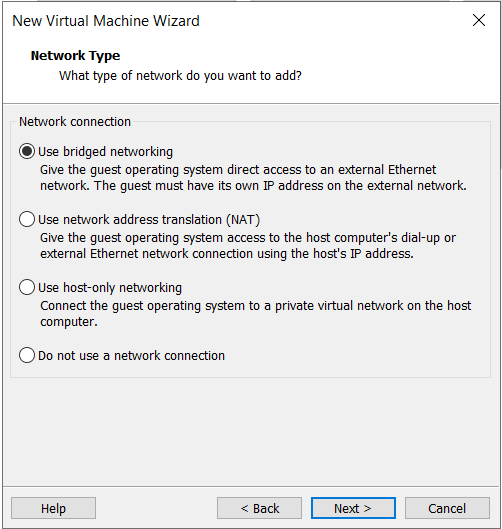 New Virtual Machine Wizard
Network Type
What type of network do you want to add?
Network connection
Use bridged networking
Give the guest operating system direct access to an external Ethernet
network. The guest must have its own IP address on the external network.
Use network address translation (NAT)
Give the guest operating system access to the host computer's dial-up or
external Ethernet network connection using the host's IP address.
Use host-only networking
Connect the guest operating system to a private virtual network on the host
computer.
Do not use a network connection
Help
< Back
Next >
Cancel